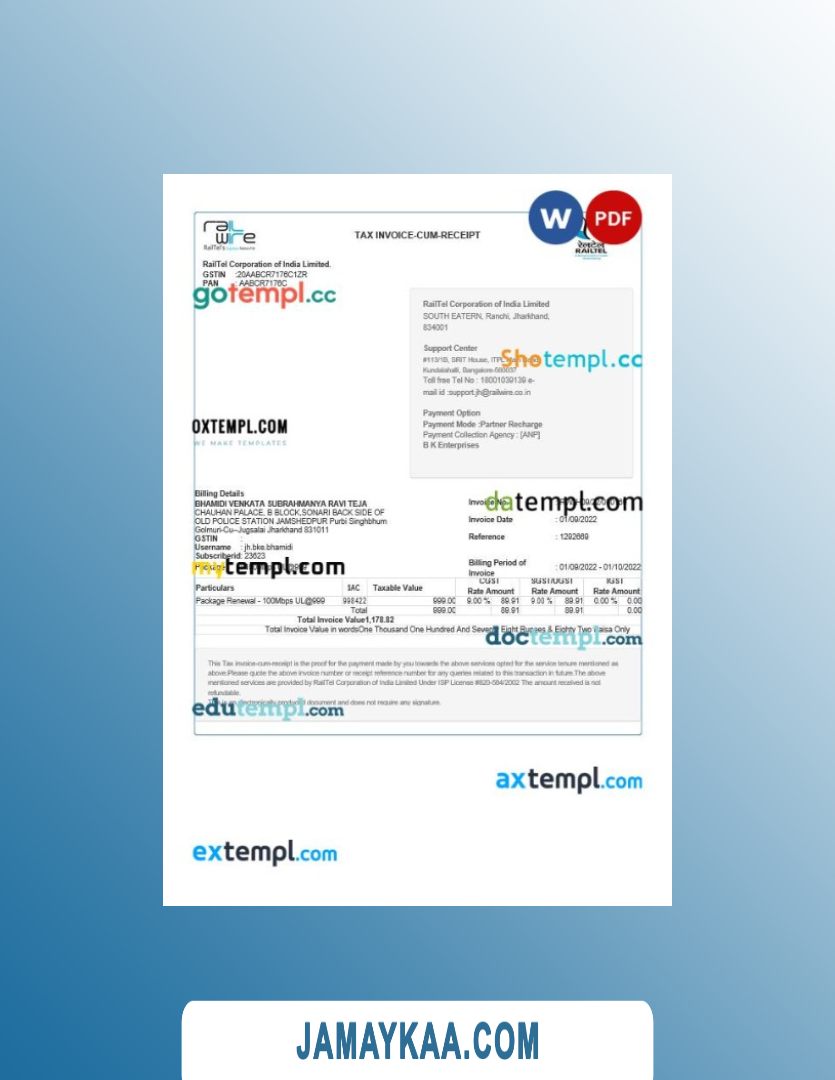 W PDF
rail
wire
RailTel's
TAX INVOICE-CUM-RECEIPT
रेलटेल
RAILTEL
RailTel Corporation of India Limited.
GSTIN :20AABCR7176C1ZR
PAN : AABCR7176C
gotempl.cc
RailTel Corporation of India Limited
SOUTH EATERN, Ranchi, Jharkhand,
834001
Support Center
#113/1B, SRIT House, ITPL
Shotempl.cc
Kundalahalli, Bangalore-560037
Toll free Tel No : 18001039139 e-
mail id :support.jh@railwire.co.in
Payment Option
Payment Mode :Partner Recharge
Payment Collection Agency : [ANP]
B K Enterprises
OXTEMPL.COM
WE MAKE TEMPLATES
Billing Details
BHAMIDI VENKATA SUBRAHMANYA RAVI TEJA
CHAUHAN PALACE, B BLOCK,SONARI BACK SIDE OF
OLD POLICE STATION JAMSHEDPUR Purbi Singhbhum
Golmuri-Cu--Jugsalai Jharkhand 831011
GSTIN :
Username : jh.bke.bhamidi
Subscriberid: 23623
mytempl.com
Invoice No.
datempl.com
Invoice Date : 01/09/2022
Reference : 1292669
Billing Period of
Invoice : 01/09/2022 - 01/10/2022
Particulars SAC Taxable Value CGST SGST/UGST IGST
Rate Amount Rate Amount Rate Amount
Package Renewal - 100Mbps UL@999 998422 999.00 9.00 % 89.91 9.00 % 89.91 0.00 % 0.00
Total 999.00 89.91 89.91 0.00
Total Invoice Value1,178.82
Total Invoice Value in wordsOne Thousand One Hundred And Seventy Eight Rupees & Eighty Two Paisa Only
doctempl.com
This Tax invoice-cum-receipt is the proof for the payment made by you towards the above services opted for the service tenure mentioned as
above.Please quote the above invoice number or receipt reference number for any queries related to this transaction in future.The above
mentioned services are provided by RailTel Corporation of India Limited Under ISP License #820-584/2002 The amount received is not
refundable.
This is an electronically produced document and does not require any signature.
edutempl.com
axtempl.com
extempl.com
JAMAYKAA.COM